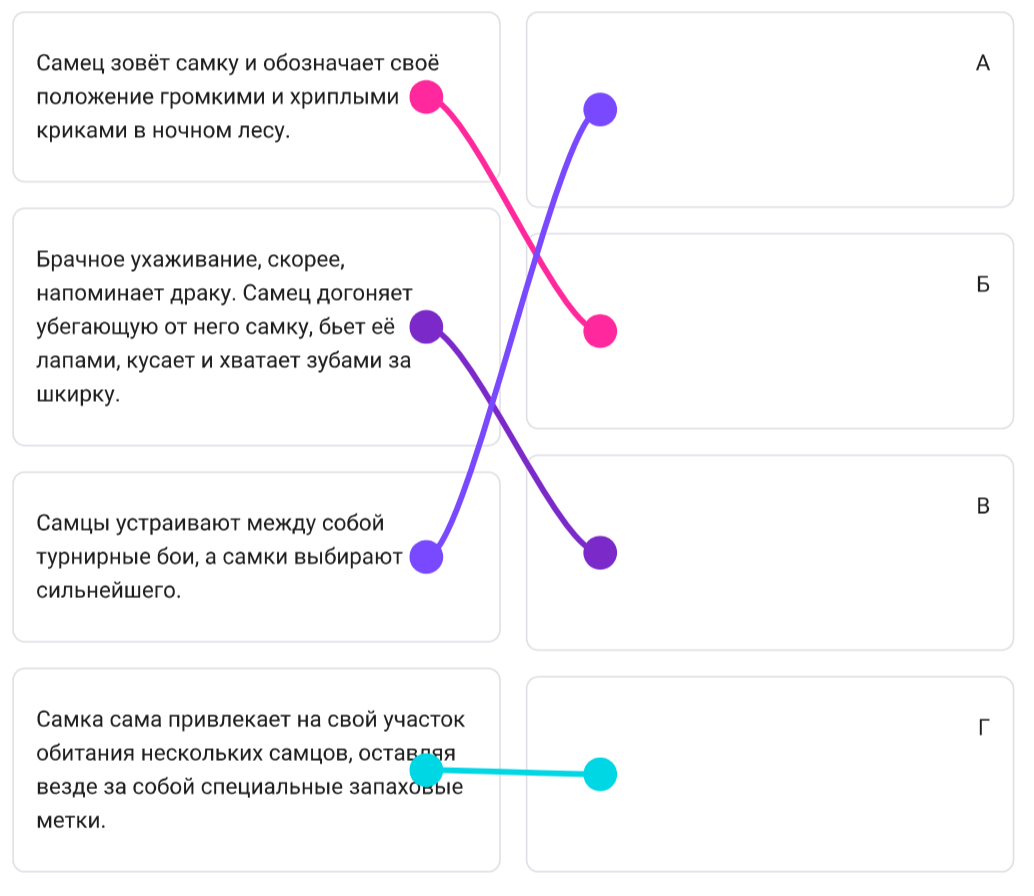 Самец зовёт самку и обозначает своё
положение громкими и хриплыми
криками в ночном лесу.
А
Брачное ухаживание, скорее,
напоминает драку. Самец догоняет
убегающую от него самку, бьет её
лапами, кусает и хватает зубами за
шкирку.
Б
Самцы устраивают между собой
турнирные бои, а самки выбирают
сильнейшего.
В
Самка сама привлекает на свой участок
обитания нескольких самцов, оставляя
везде за собой специальные запаховые
метки.
Г